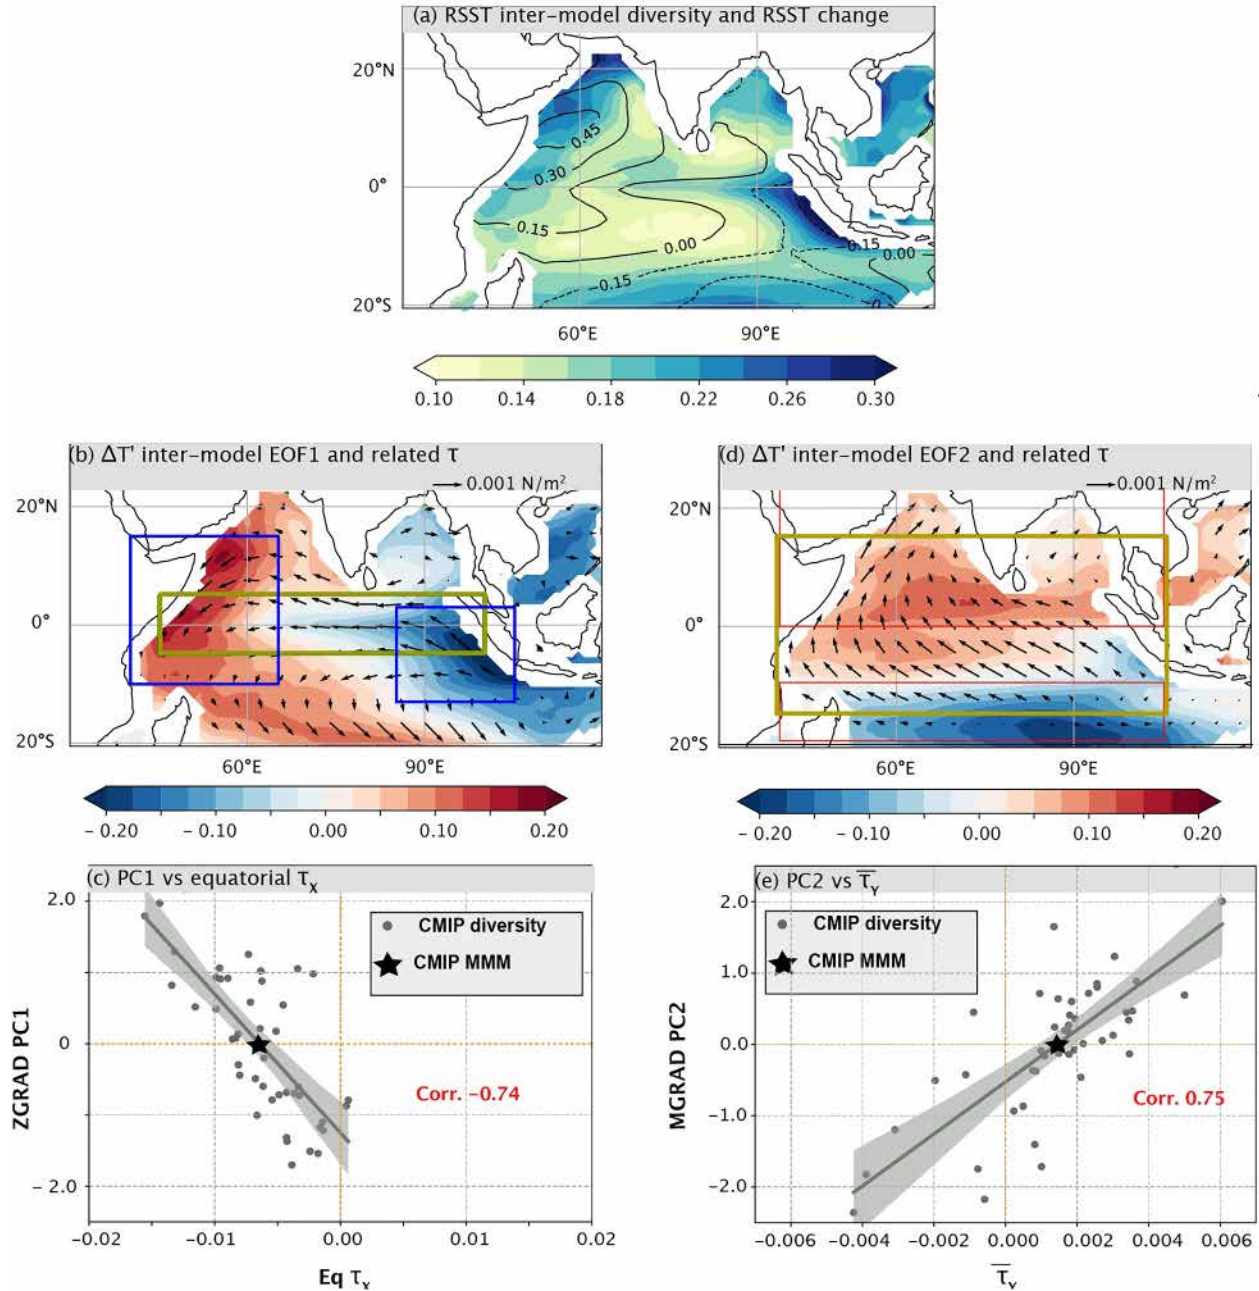 (a) RSST inter-model diversity and RSST change
20°N
0.45
0.30
0°
0.15
0.00
-0.15
0.00
-0.15
-0
20°S
60°E 90°E
0.10 0.14 0.18 0.22 0.26 0.30
(b) ΔT' inter-model EOF1 and related τ
0.001 N/m²
20°N
0°
20°S
60°E 90°E
- 0.20 - 0.10 0.00 0.10 0.20
(d) ΔT' inter-model EOF2 and related τ
0.001 N/m²
20°N
0°
20°S
60°E 90°E
- 0.20 -0.10 0.00 0.10 0.20
(c) PC1 vs equatorial τx
2.0
1.0
0
-1.0
- 2.0
ZGRAD PC1
CMIP diversity
CMIP MMM
Corr. -0.74
-0.02 -0.01 0.00 0.01 0.02
Eq τx
(e) PC2 vs τ̅Y
2.0
1.0
0.0
-1.0
-2.0
MGRAD PC2
CMIP diversity
CMIP MMM
Corr. 0.75
-0.006 -0.004 -0.002 0.000 0.002 0.004 0.006
τ̅Y